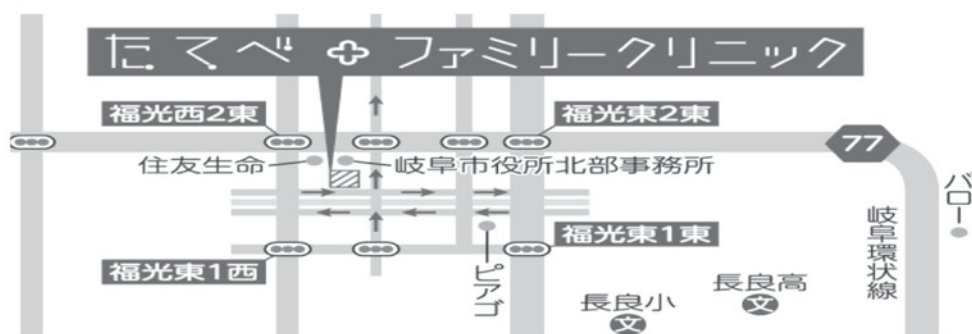 たてべファミリークリニック
福光西2東
福光東2東
77
住友生命
岐阜市役所北部事務所
バロー
岐阜環状線
福光東1東
福光東1西
ピアゴ
長良小
長良高
文
文